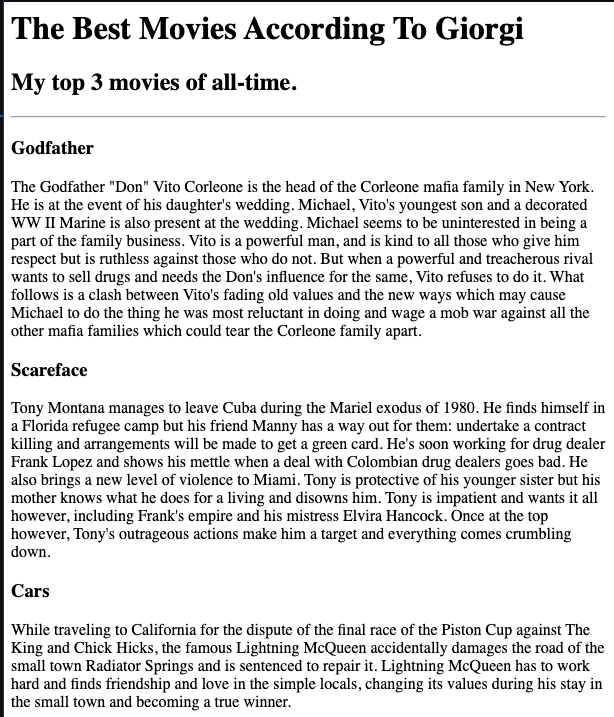 The Best Movies According To Giorgi
My top 3 movies of all-time.
Godfather
The Godfather "Don" Vito Corleone is the head of the Corleone mafia family in New York.
He is at the event of his daughter's wedding. Michael, Vito's youngest son and a decorated
WW II Marine is also present at the wedding. Michael seems to be uninterested in being a
part of the family business. Vito is a powerful man, and is kind to all those who give him
respect but is ruthless against those who do not. But when a powerful and treacherous rival
wants to sell drugs and needs the Don's influence for the same, Vito refuses to do it. What
follows is a clash between Vito's fading old values and the new ways which may cause
Michael to do the thing he was most reluctant in doing and wage a mob war against all the
other mafia families which could tear the Corleone family apart.
Scareface
Tony Montana manages to leave Cuba during the Mariel exodus of 1980. He finds himself in
a Florida refugee camp but his friend Manny has a way out for them: undertake a contract
killing and arrangements will be made to get a green card. He's soon working for drug dealer
Frank Lopez and shows his mettle when a deal with Colombian drug dealers goes bad. He
also brings a new level of violence to Miami. Tony is protective of his younger sister but his
mother knows what he does for a living and disowns him. Tony is impatient and wants it all
however, including Frank's empire and his mistress Elvira Hancock. Once at the top
however, Tony's outrageous actions make him a target and everything comes crumbling
down.
Cars
While traveling to California for the dispute of the final race of the Piston Cup against The
King and Chick Hicks, the famous Lightning McQueen accidentally damages the road of the
small town Radiator Springs and is sentenced to repair it. Lightning McQueen has to work
hard and finds friendship and love in the simple locals, changing its values during his stay in
the small town and becoming a true winner.